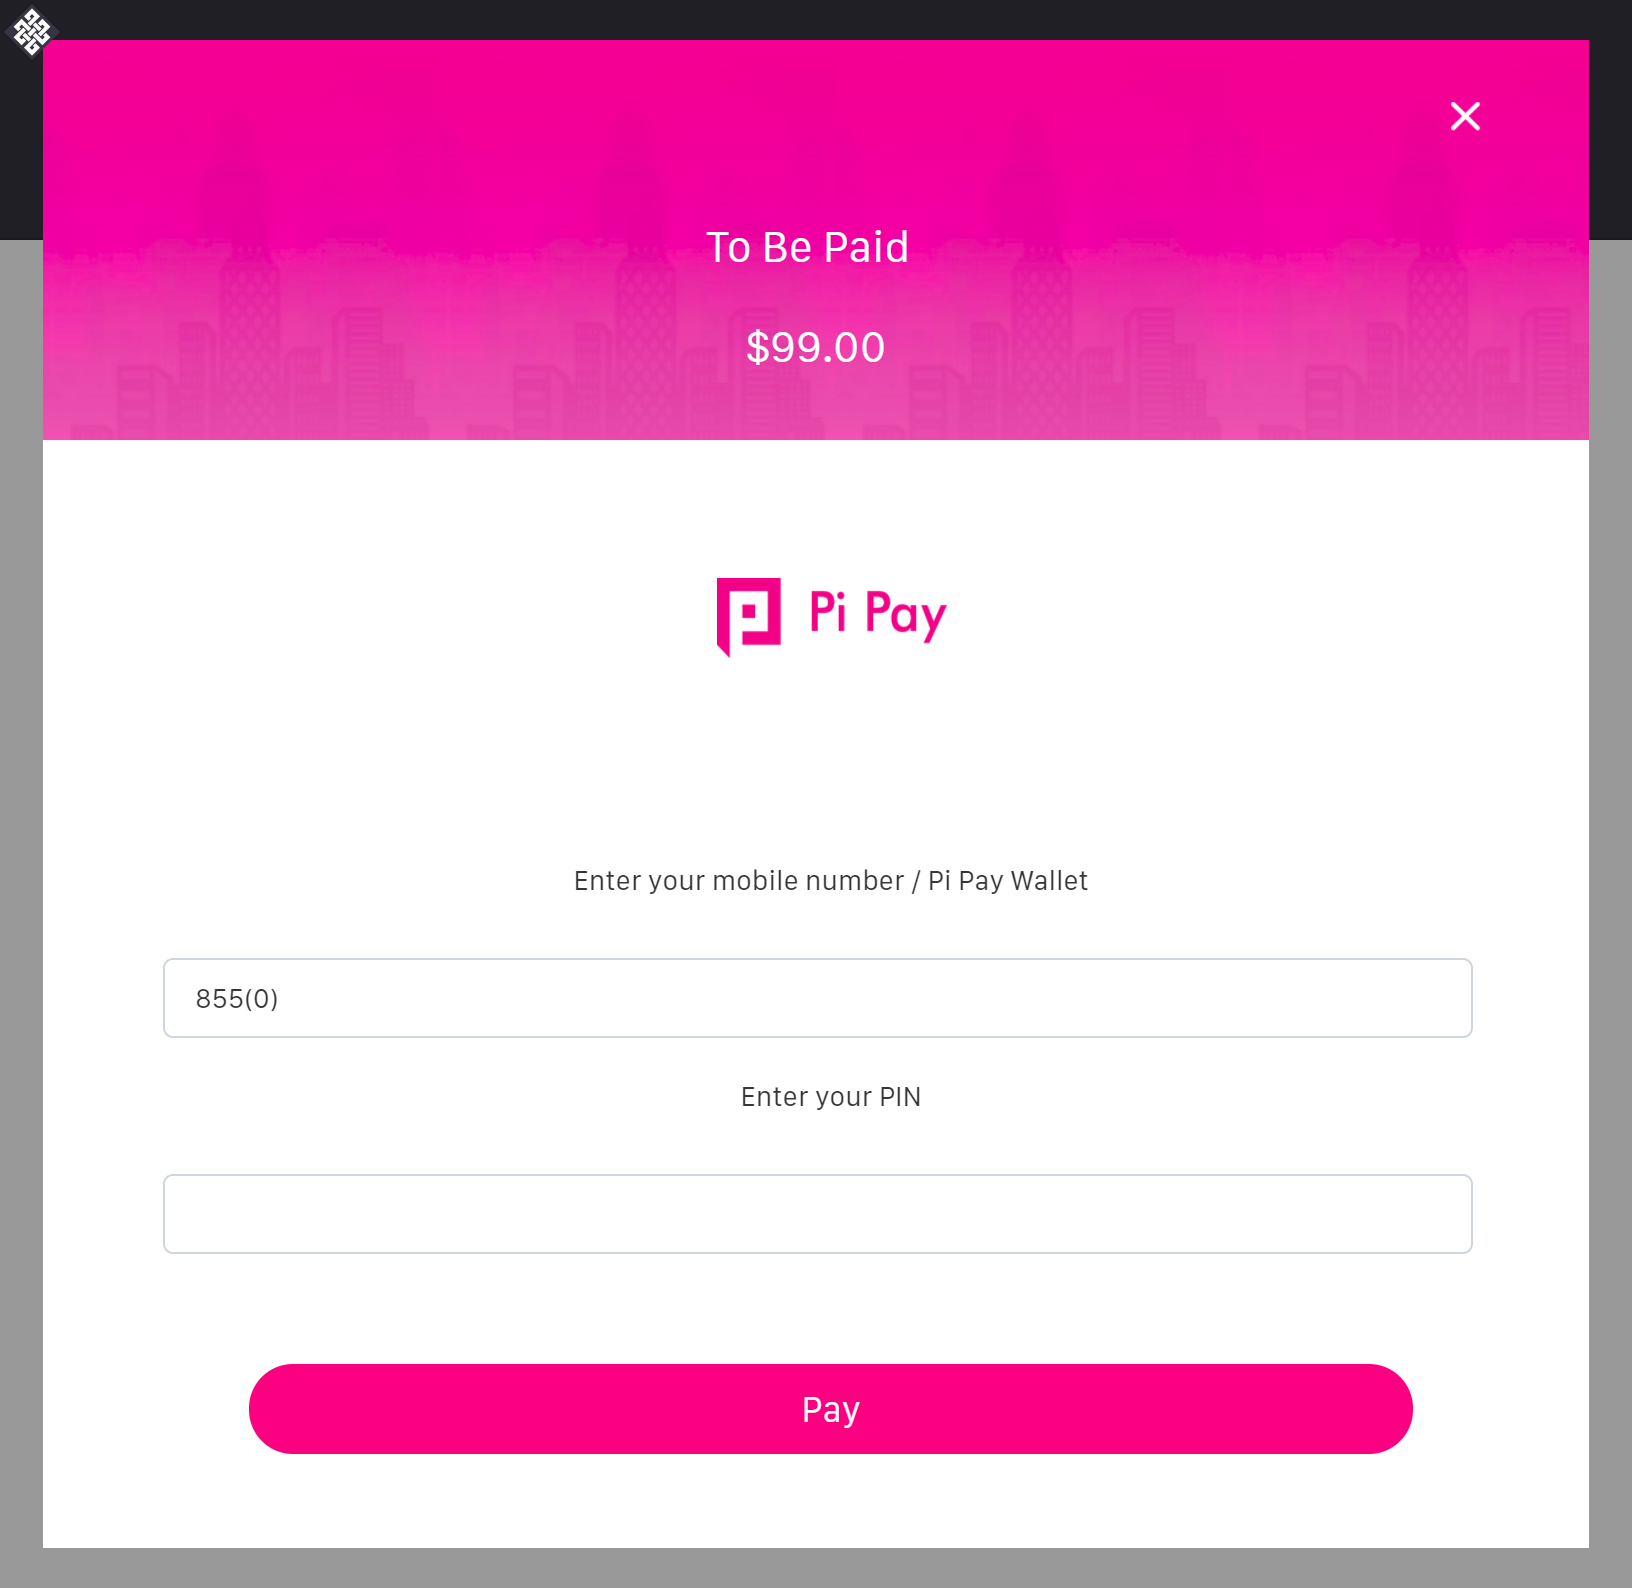 To Be Paid
$99.00
Pi Pay
Enter your mobile number / Pi Pay Wallet
855(0)
Enter your PIN
Pay